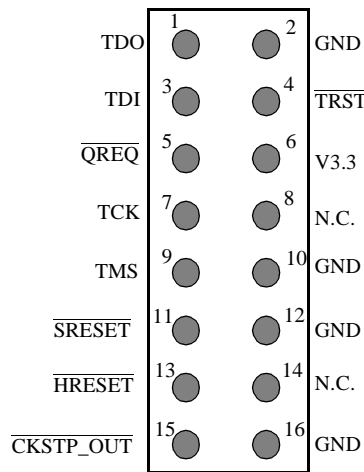 1 2
TDO GND
3 4
TDI TRST
5 6
QREQ V3.3
7 8
TCK N.C.
9 10
TMS GND
11 12
SRESET GND
13 14
HRESET N.C.
15 16
CKSTP_OUT GND